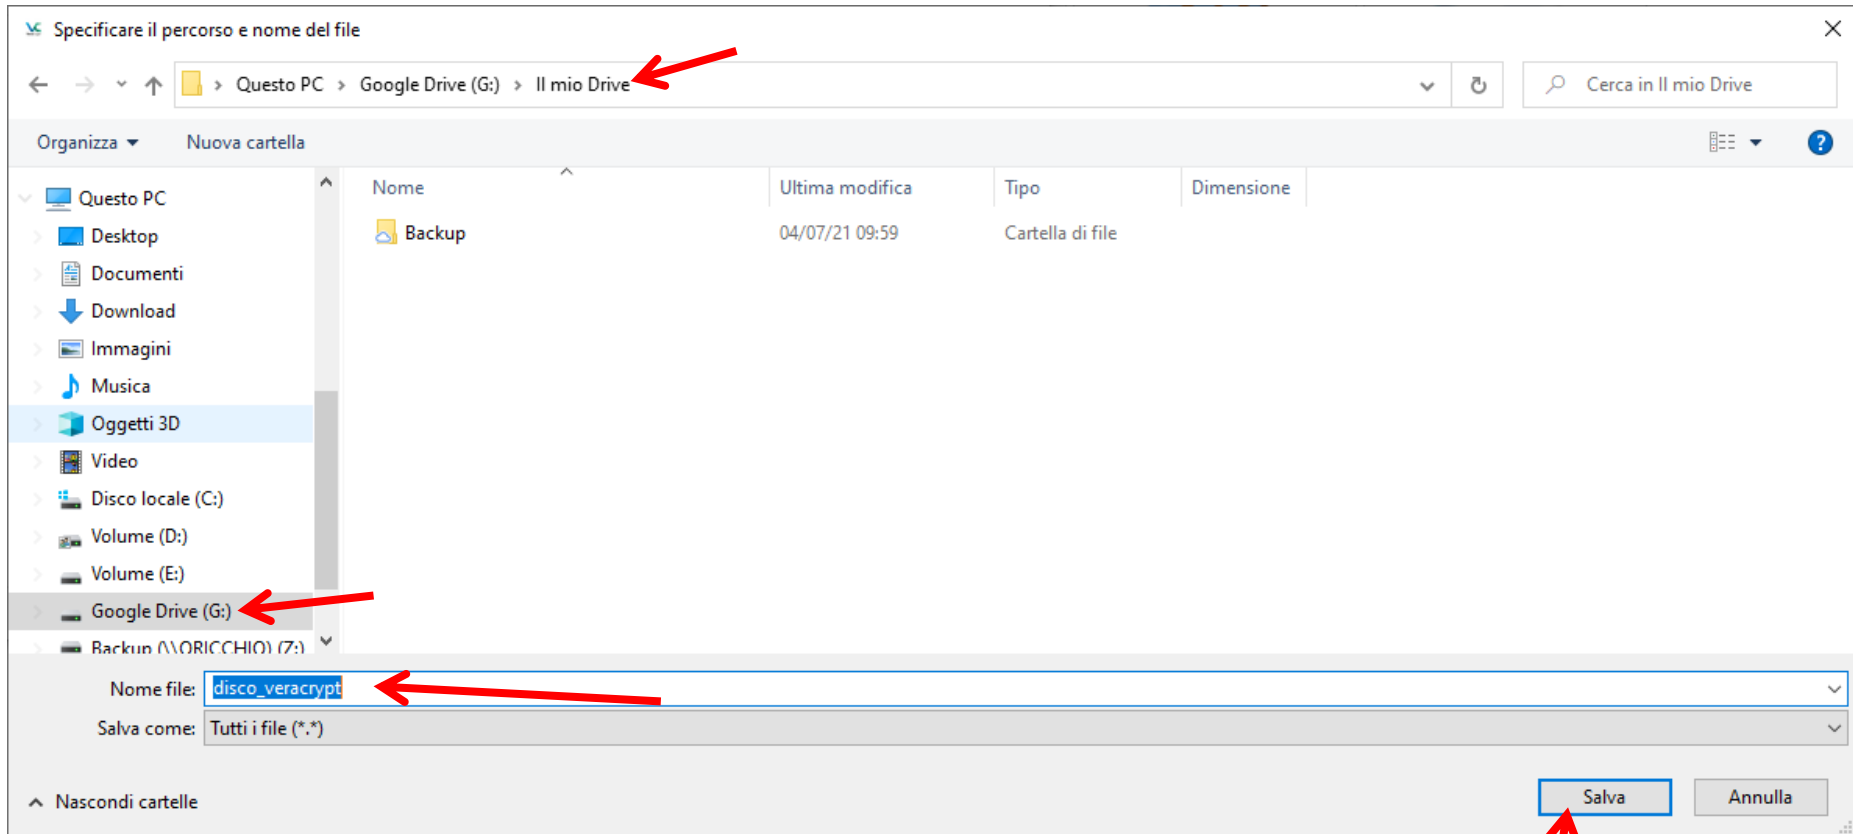 Specificare il percorso e nome del file
Questo PC > Google Drive (G:) > Il mio Drive
Cerca in Il mio Drive
Organizza
Nuova cartella
Questo PC
Desktop
Documenti
Download
Immagini
Musica
Oggetti 3D
Video
Disco locale (C:)
Volume (D:)
Volume (E:)
Google Drive (G:)
Backup (\\ORICCHIO) (Z:)
Nome Ultima modifica Tipo Dimensione
Backup 04/07/21 09:59 Cartella di file
Nome file: disco_veracrypt
Salva come: Tutti i file (*.*)
Nascondi cartelle
Salva
Annulla